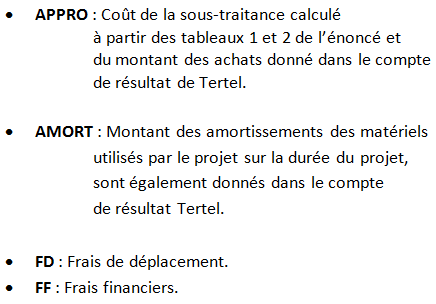 • APPRO : Coût de la sous-traitance calculé
à partir des tableaux 1 et 2 de l’énoncé et
du montant des achats donné dans le compte
de résultat de Tertel.
• AMORT : Montant des amortissements des matériels
utilisés par le projet sur la durée du projet,
sont également donnés dans le compte
de résultat Tertel.
• FD : Frais de déplacement.
• FF : Frais financiers.